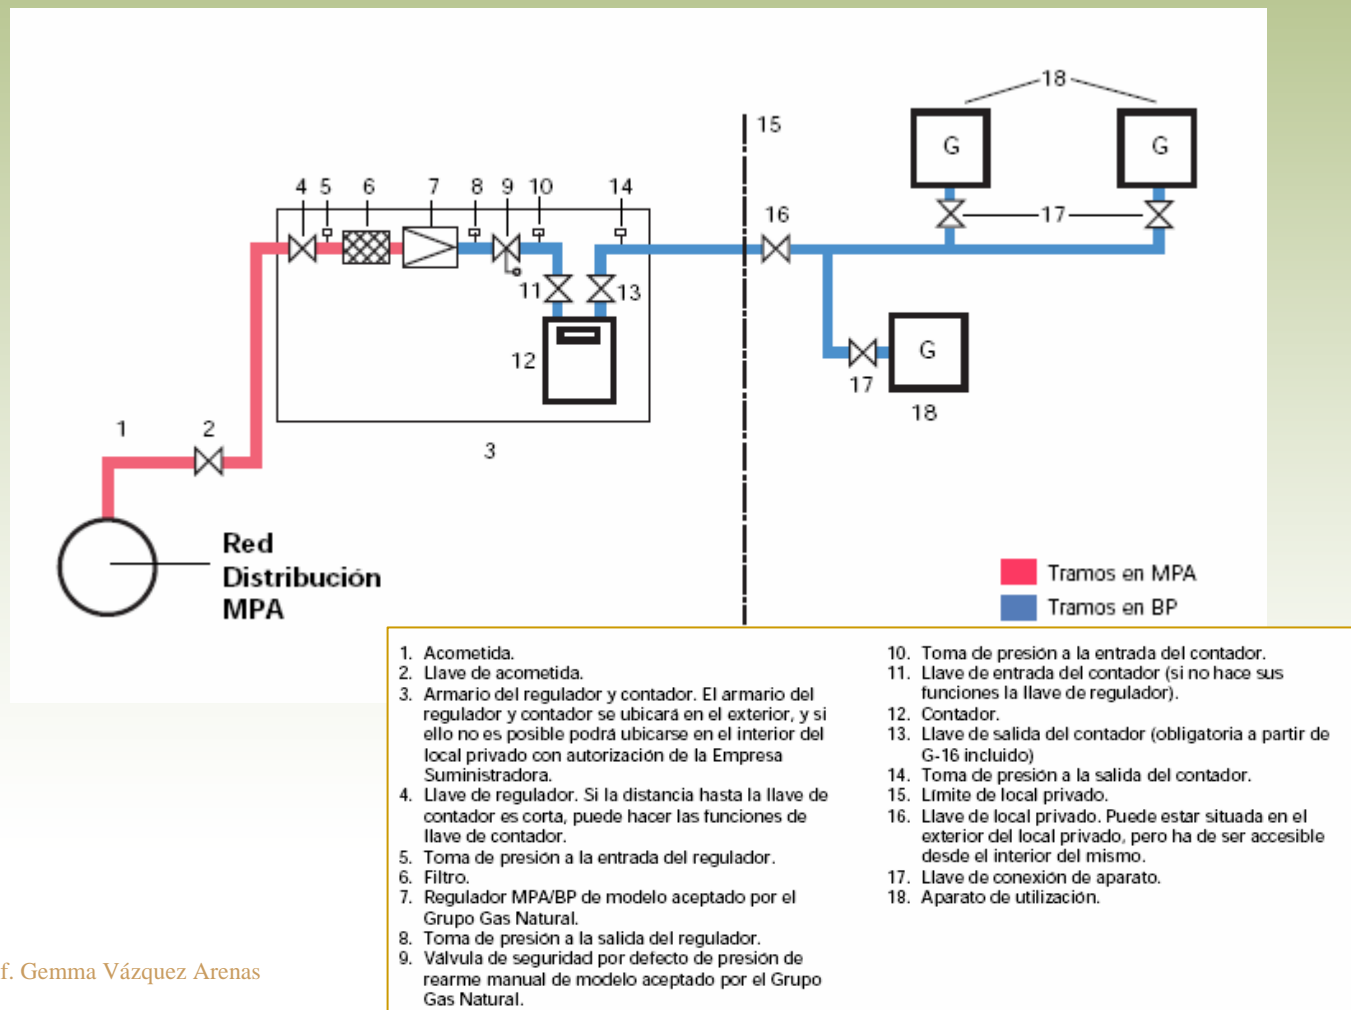 18
15
G
G
4 5 6 7 8 9 10 14
16
17
11
13
12
G
17
18
1
2
3
Red
Distribución
MPA
Tramos en MPA
Tramos en BP
1. Acometida.
2. Llave de acometida.
3. Armario del regulador y contador. El armario del
regulador y contador se ubicará en el exterior, y si
ello no es posible podrá ubicarse en el interior del
local privado con autorización de la Empresa
Suministradora.
4. Llave de regulador. Si la distancia hasta la llave de
contador es corta, puede hacer las funciones de
llave de contador.
5. Toma de presión a la entrada del regulador.
6. Filtro.
7. Regulador MPA/BP de modelo aceptado por el
Grupo Gas Natural.
8. Toma de presión a la salida del regulador.
9. Válvula de seguridad por defecto de presión de
rearme manual de modelo aceptado por el Grupo
Gas Natural.
10. Toma de presión a la entrada del contador.
11. Llave de entrada del contador (si no hace sus
funciones la llave de regulador).
12. Contador.
13. Llave de salida del contador (obligatoria a partir de
G-16 incluido)
14. Toma de presión a la salida del contador.
15. Límite de local privado.
16. Llave de local privado. Puede estar situada en el
exterior del local privado, pero ha de ser accesible
desde el interior del mismo.
17. Llave de conexión de aparato.
18. Aparato de utilización.
f. Gemma Vázquez Arenas